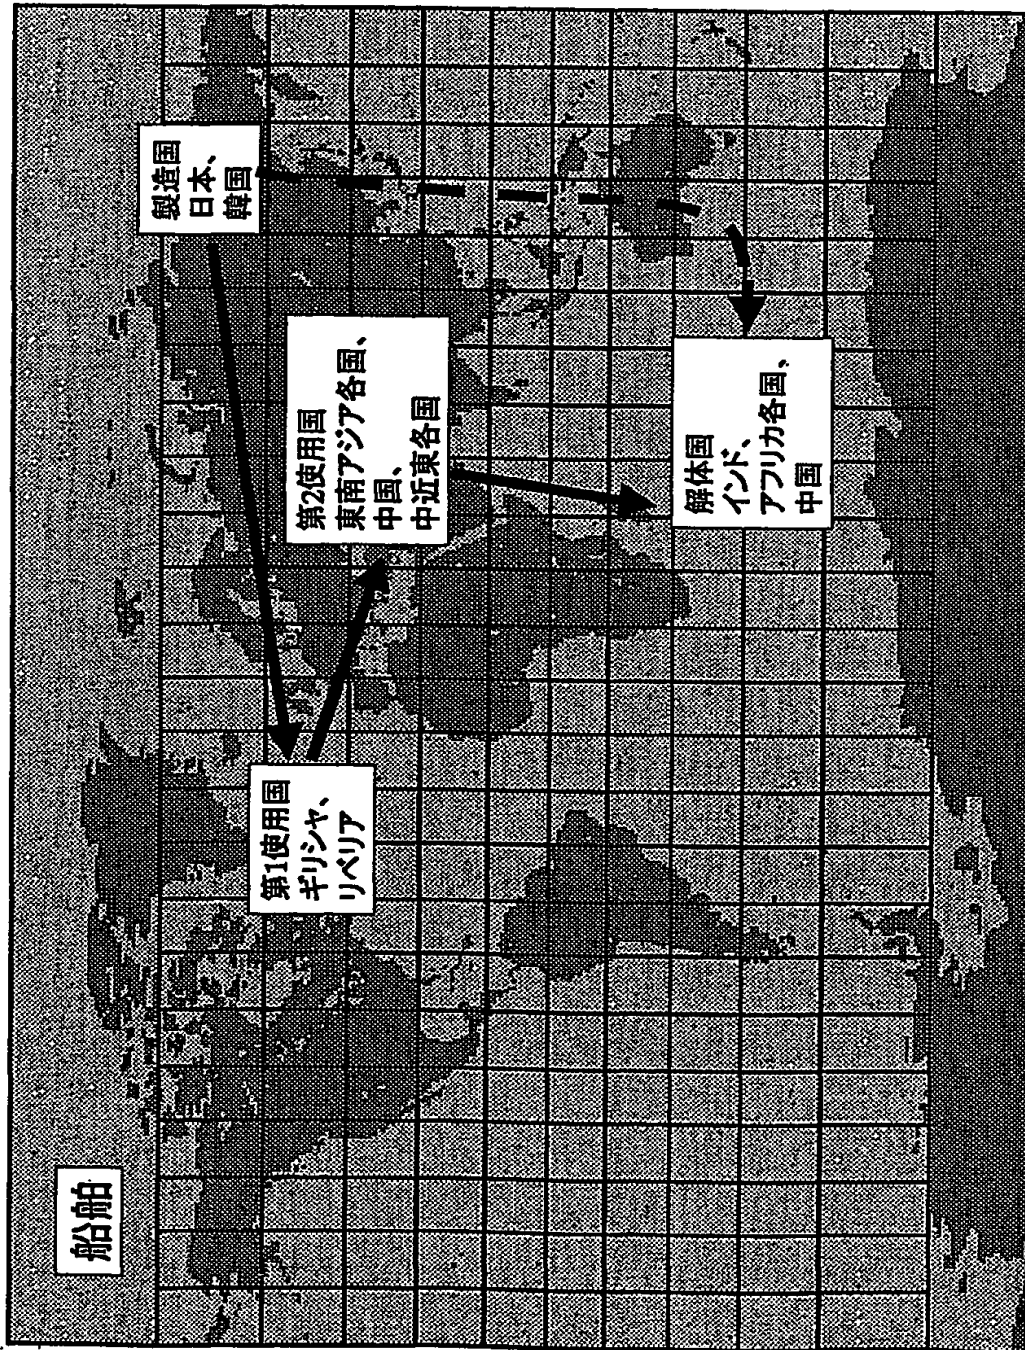 船舶
製造国
日本、
韓国
第1使用国
ギリシャ、
リベリア
第2使用国
東南アジア各国、
中国、
中近東各国
解体国
インド、
アフリカ各国、
中国